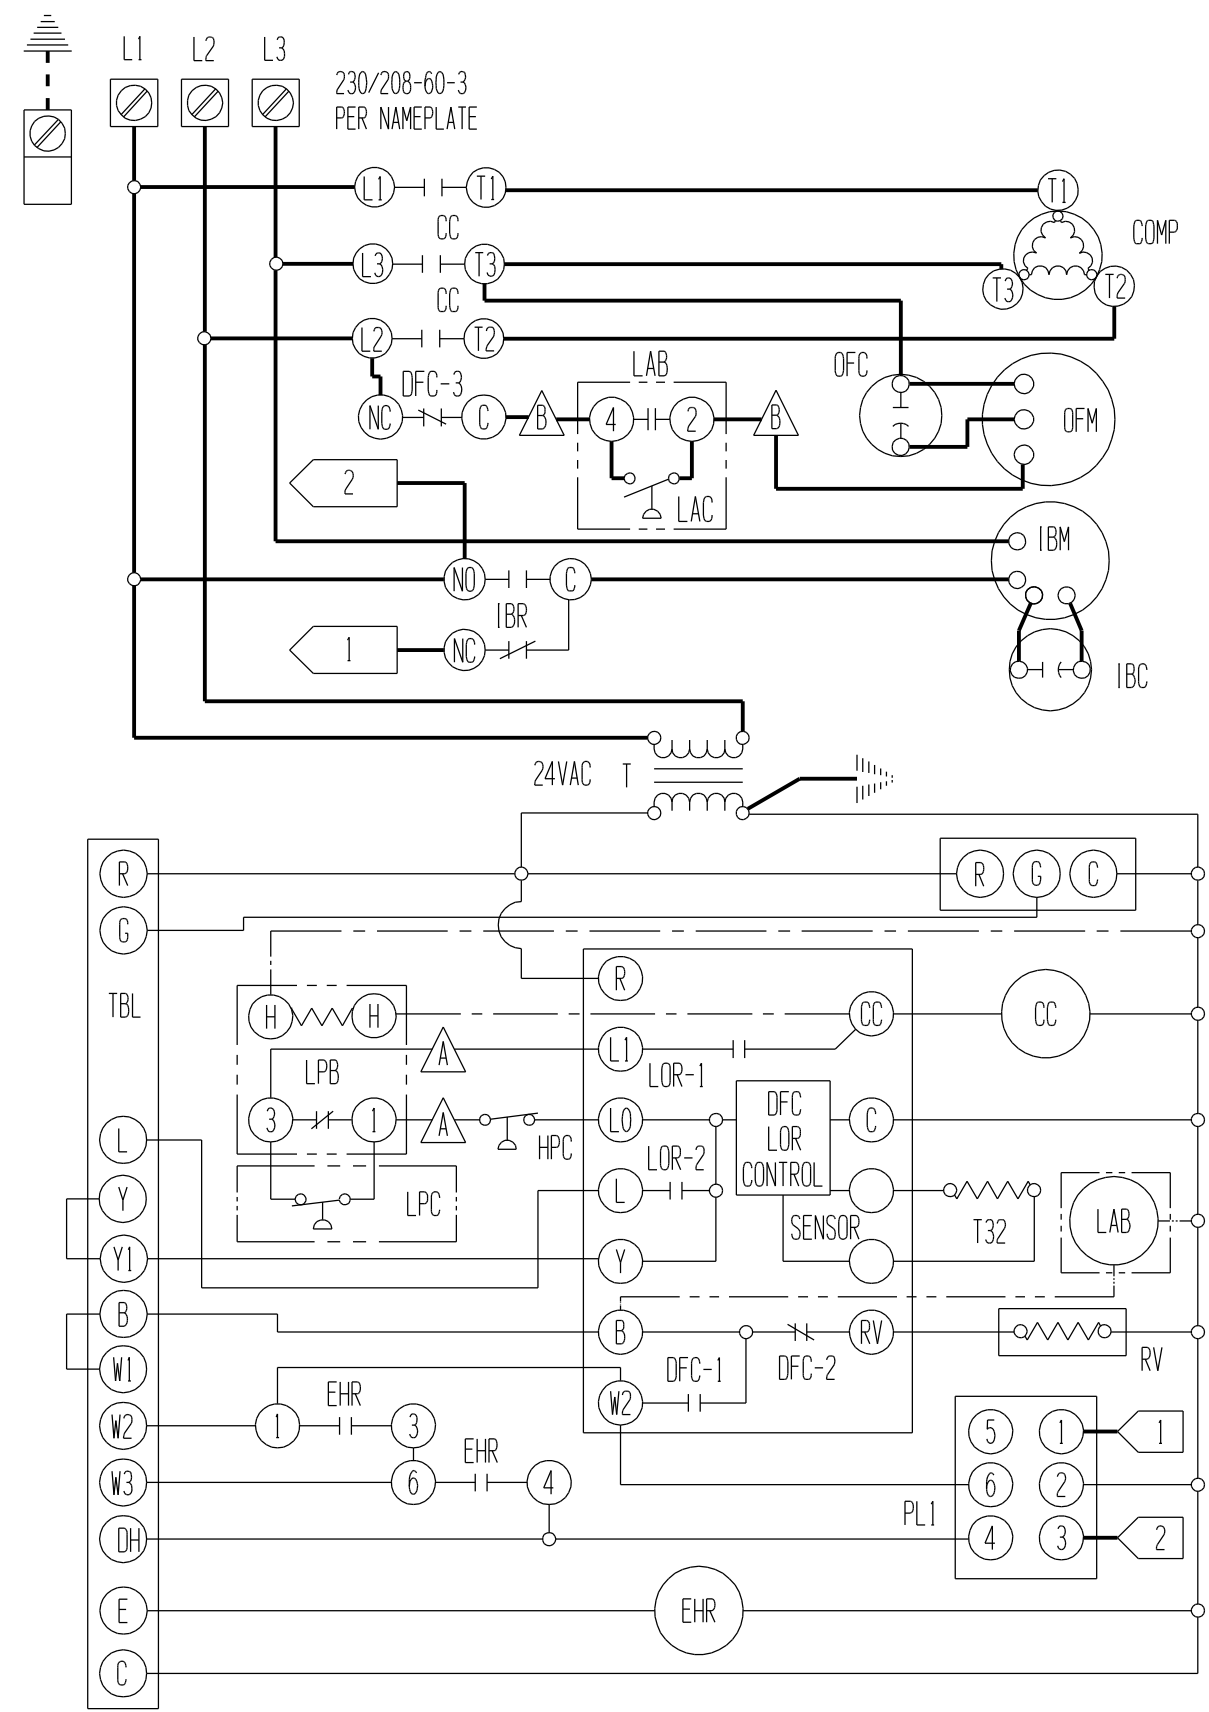 L1 L2 L3
230/208-60-3
PER NAMEPLATE
L1 T1 T1
CC
COMP
L3 T3 T3 T2
CC
L2 T2
LAB OFC
DFC-3
NC C B 4 2 B OFM
2
LAC
IBM
NO C
IBR
1 NC
IBC
24VAC T
R R G C
G
R
TBL
H H CC CC
L1
A
LPB LOR-1
3 1 A LO DFC C
LOR
CONTROL
HPC
L
LOR-2
Y L
LPC SENSOR T32 LAB
Y1 Y
B B RV
DFC-1 DFC-2 RV
W1
EHR W2
W2 1 3 5 1 1
EHR
W3 6 4 6 2
PL1
DH 4 3 2
E EHR
C